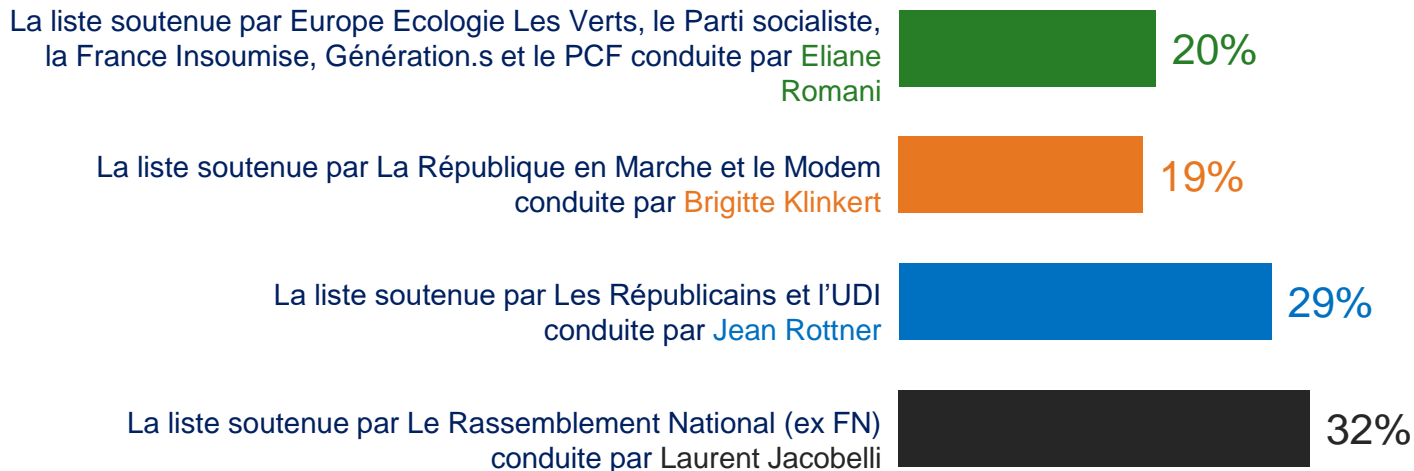 La liste soutenue par Europe Ecologie Les Verts, le Parti socialiste,
la France Insoumise, Génération.s et le PCF conduite par Eliane
Romani
20%
La liste soutenue par La République en Marche et le Modem
conduite par Brigitte Klinkert
19%
La liste soutenue par Les Républicains et l’UDI
conduite par Jean Rottner
29%
La liste soutenue par Le Rassemblement National (ex FN)
conduite par Laurent Jacobelli
32%